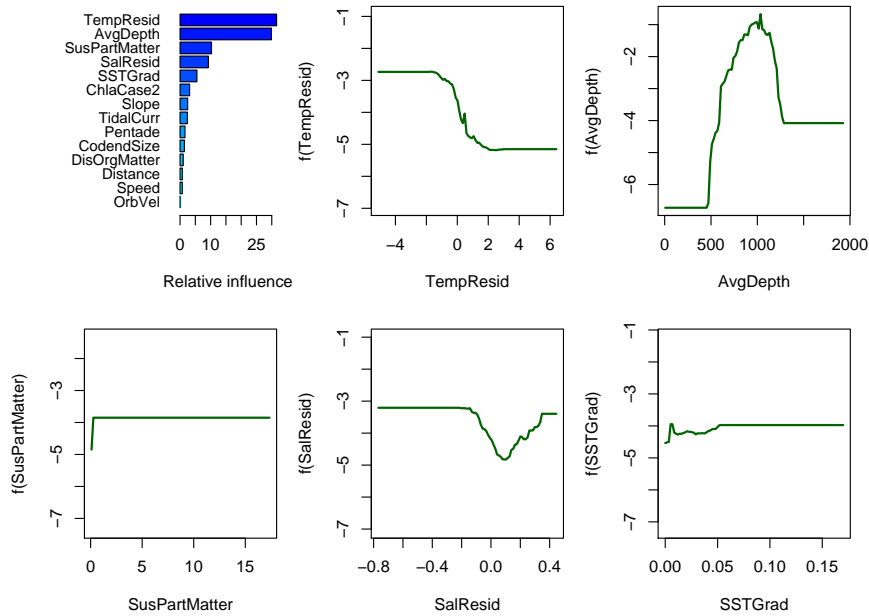 TempResid
AvgDepth
SusPartMatter
SalResid
SSTGrad
ChlaCase2
Slope
TidalCurr
Pentade
CodendSize
DisOrgMatter
Distance
Speed
OrbVel
0 10 25
Relative influence
f(TempResid)
−1
−3
−5
−7
−4 0 2 4 6
TempResid
f(AvgDepth)
−2
−4
−6
0 500 1000 2000
AvgDepth
f(SusPartMatter)
−3
−5
−7
0 5 10 15
SusPartMatter
f(SalResid)
−1
−3
−5
−7
−0.8 −0.4 0.0 0.4
SalResid
f(SSTGrad)
−1
−3
−5
−7
0.00 0.05 0.10 0.15
SSTGrad